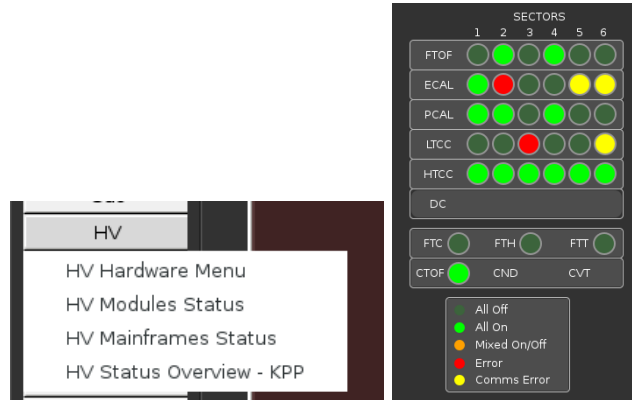 HV
HV Hardware Menu
HV Modules Status
HV Mainframes Status
HV Status Overview - KPP
SECTORS
1 2 3 4 5 6
FTOF
ECAL
PCAL
LTCC
HTCC
DC
FTC FTH FTT
CTOF CND CVT
All Off
All On
Mixed On/Off
Error
Comms Error